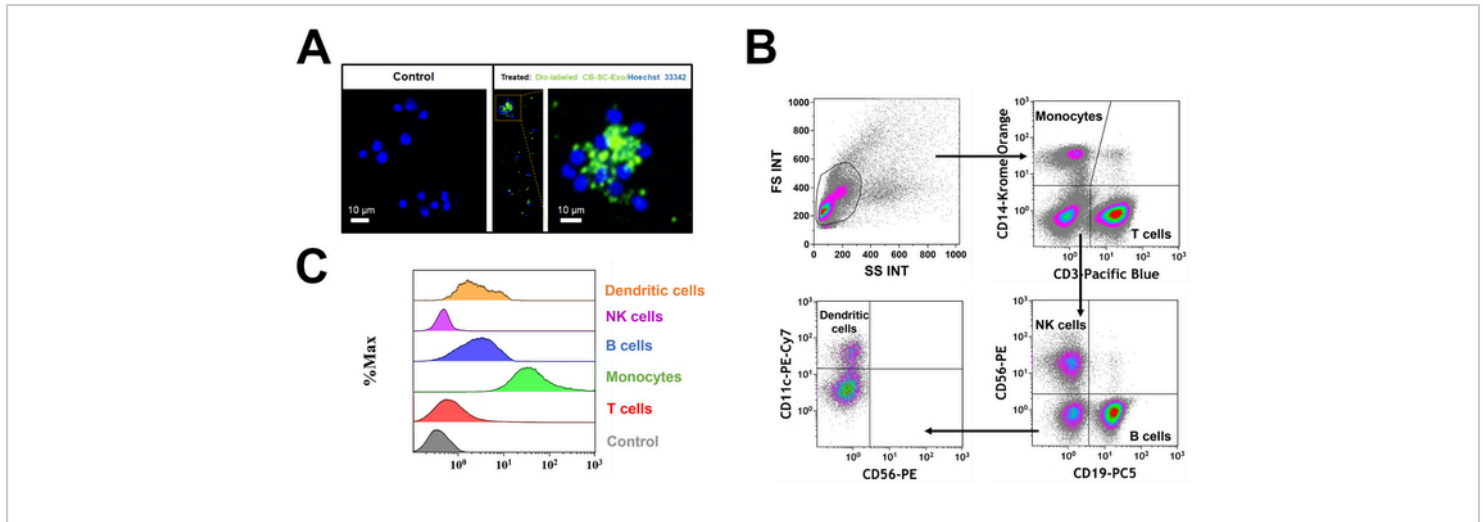 A
Control
Treated: Dio-labeled CB-SC-Exo/Hoechst 33342
10 µm
10 µm
B
1000
800
600
400
200
0
FS INT
0 200 400 600 800 1000
SS INT
Monocytes
T cells
10³
10²
10¹
10⁰
CD14-Krome Orange
10⁰ 10¹ 10² 10³
CD3-Pacific Blue
NK cells
B cells
10³
10²
10¹
10⁰
CD56-PE
10⁰ 10¹ 10² 10³
CD19-PC5
Dendritic
cells
10³
10²
10¹
10⁰
CD11c-PE-Cy7
10⁰ 10¹ 10² 10³
CD56-PE
C
%Max
Dendritic cells
NK cells
B cells
Monocytes
T cells
Control
10⁰ 10¹ 10² 10³